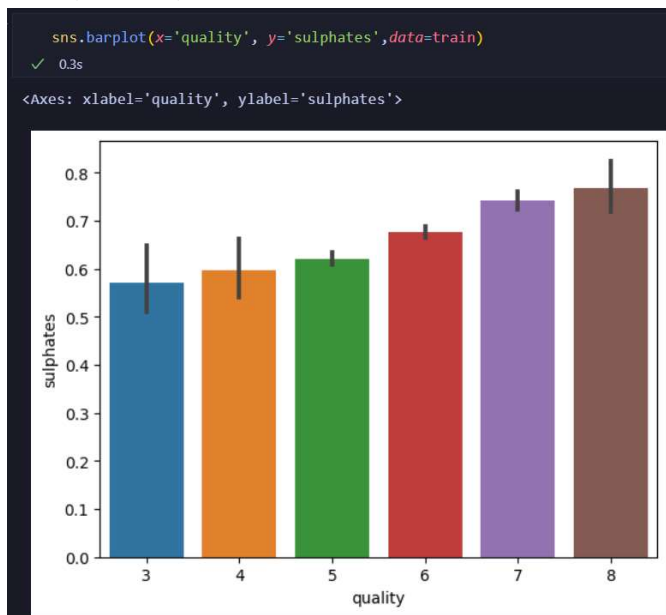 sns.barplot(x='quality', y='sulphates',data=train)
✓ 0.3s
<Axes: xlabel='quality', ylabel='sulphates'>
0.8
0.7
0.6
0.5
0.4
0.3
0.2
0.1
0.0
sulphates
3 4 5 6 7 8
quality